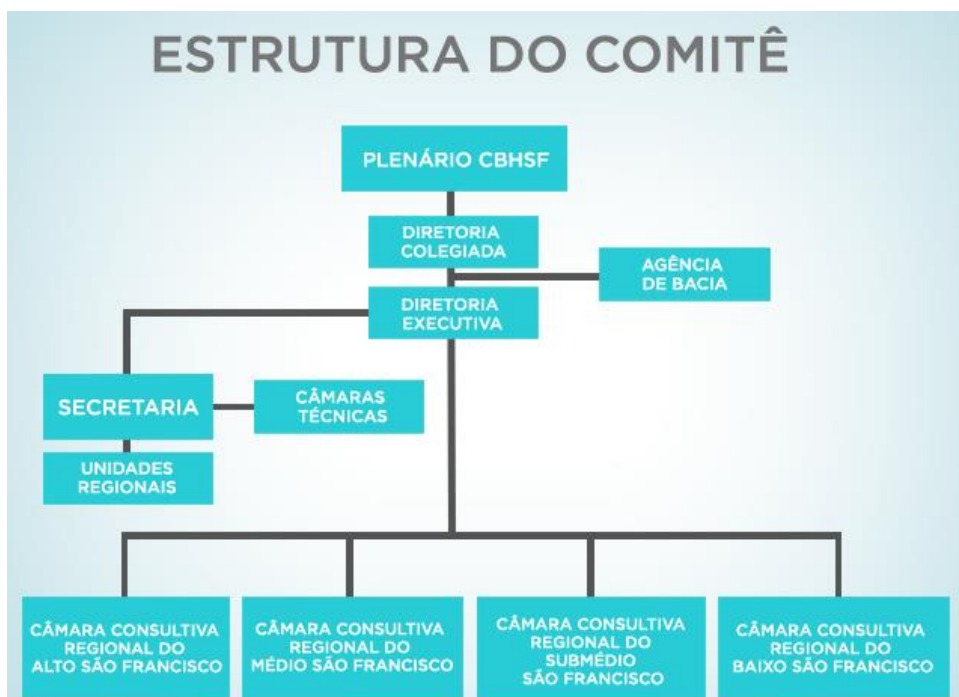 ESTRUTURA DO COMITÊ
PLENÁRIO CBHSF
DIRETORIA
COLEGIADA
AGÊNCIA
DE BACIA
DIRETORIA
EXECUTIVA
SECRETARIA
CÂMARAS
TÉCNICAS
UNIDADES
REGIONAIS
CÂMARA CONSULTIVA
REGIONAL DO
ALTO SÃO FRANCISCO
CÂMARA CONSULTIVA
REGIONAL DO
MÉDIO SÃO FRANCISCO
CÂMARA CONSULTIVA
REGIONAL DO
SUBMÉDIO
SÃO FRANCISCO
CÂMARA CONSULTIVA
REGIONAL DO
BAIXO SÃO FRANCISCO